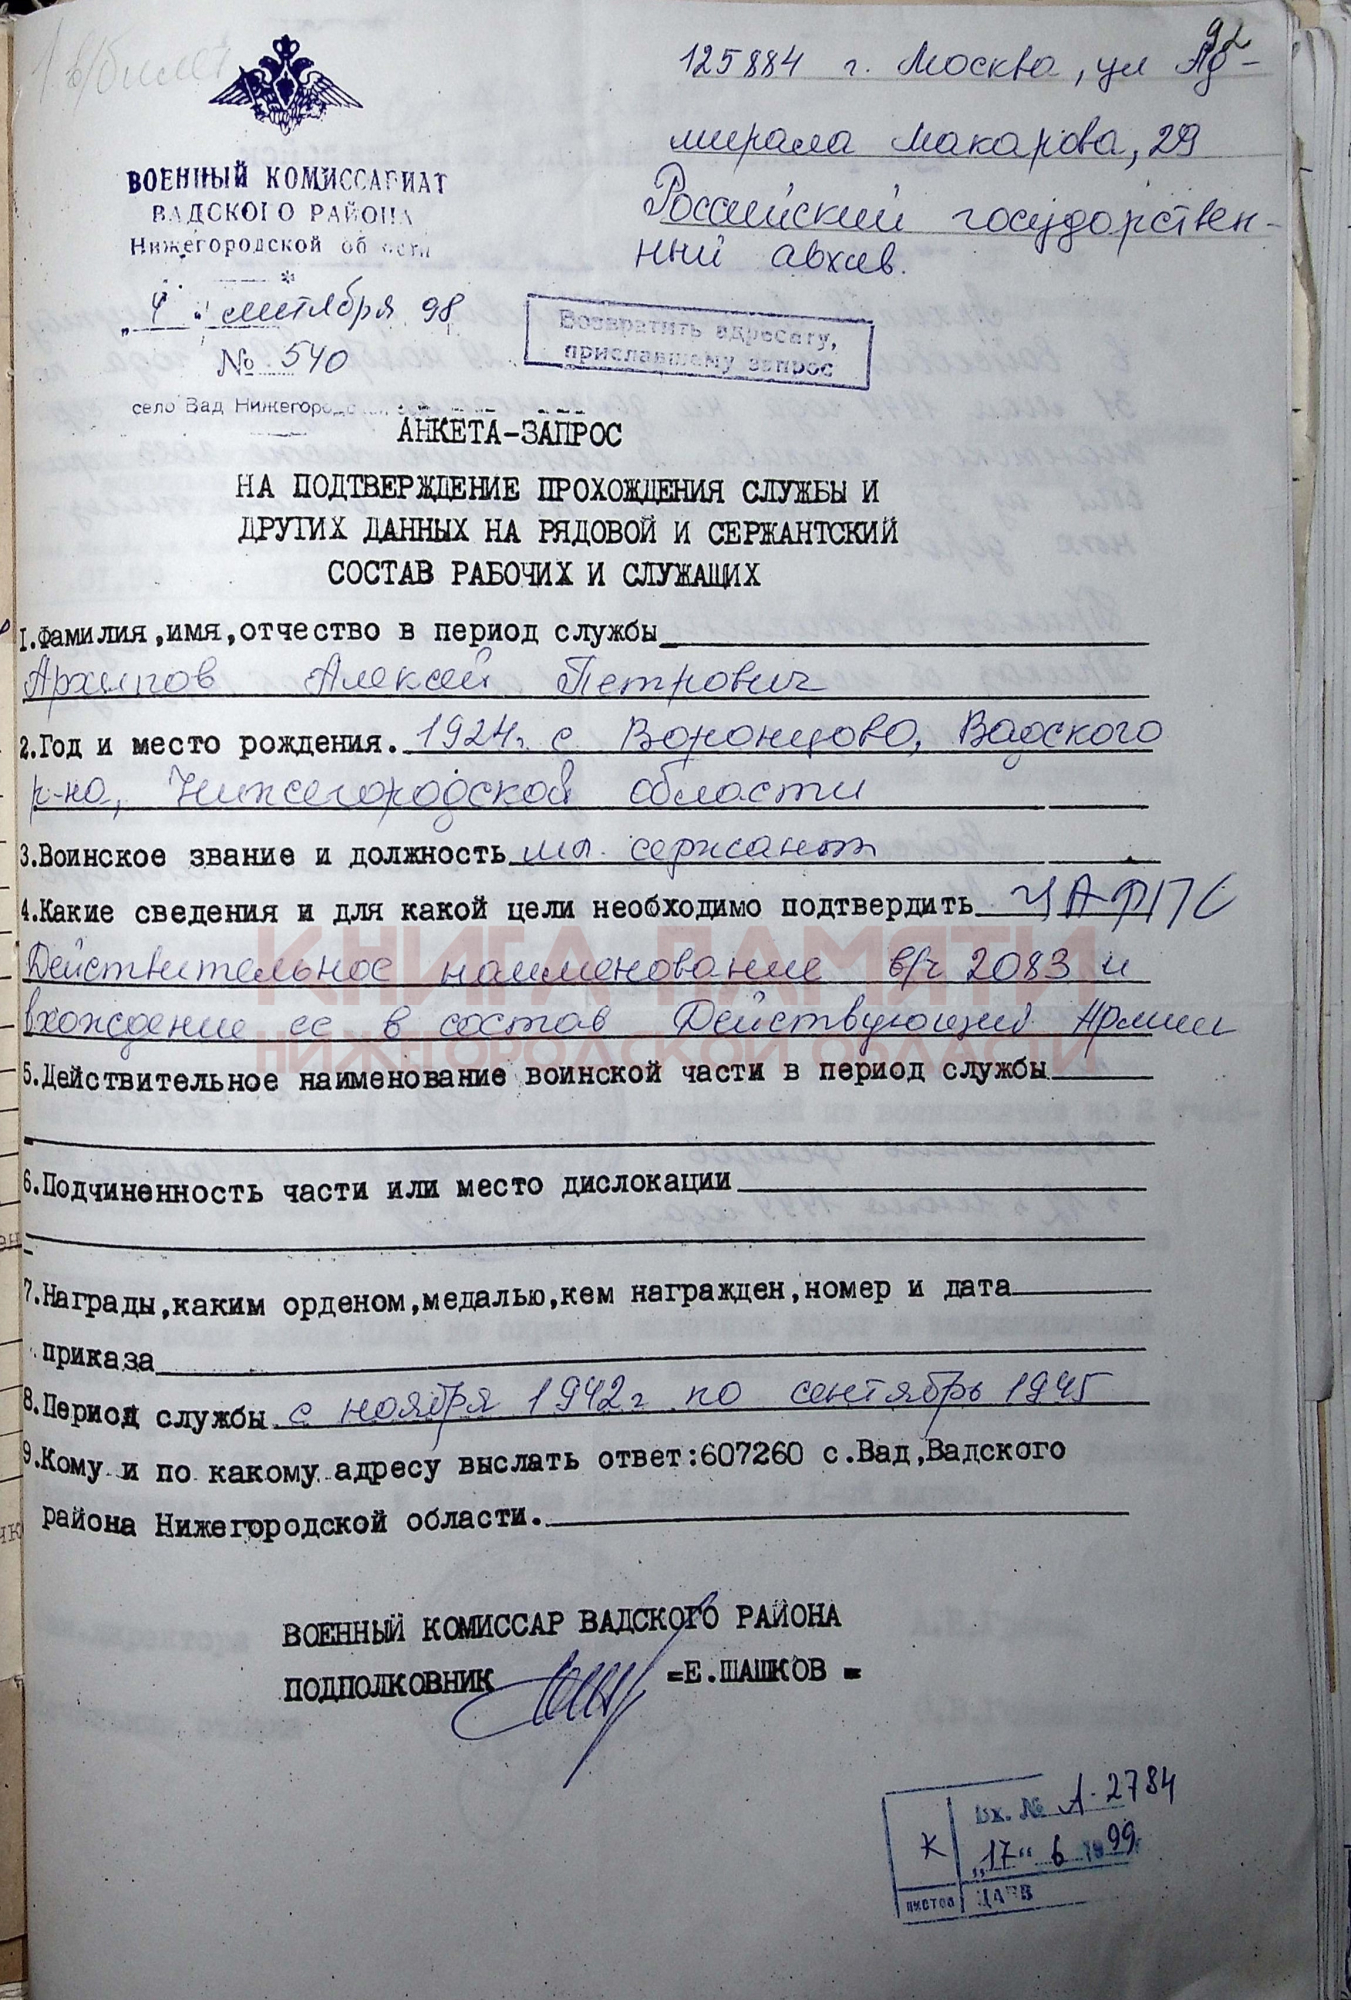 92
1. в/билет
125884 г. Москва, ул Ад-
мирала Макарова, 29
Российский государствен-
ный архив.
ВОЕННЫЙ КОМИССАРИАТ
ВАДСКОГО РАЙОНА
Нижегородской области
„4" сентября 98
№ 540
село Вад Нижегородс
Возвратить адресату,
приславшему запрос
АНКЕТА-ЗАПРОС
НА ПОДТВЕРЖДЕНИЕ ПРОХОЖДЕНИЯ СЛУЖБЫ И
ДРУГИХ ДАННЫХ НА РЯДОВОЙ И СЕРЖАНТСКИЙ
СОСТАВ РАБОЧИХ И СЛУЖАЩИХ
1.Фамилия,имя,отчество в период службы
Архипов Алексей Петрович
2.Год и место рождения. 1924г. с Воронцово, Вадского
р-на, Нижегородской области
3.Воинское звание и должность мл. сержант
4.Какие сведения и для какой цели необходимо подтвердить
Действительное наименование в/ч 2083 и
вхождение ее в состав Действующей Армии
КНИГА ПАМЯТИ
НИЖЕГОРОДСКОЙ ОБЛАСТИ
5.Действительное наименование воинской части в период службы
6.Подчиненность части или место дислокации
7.Награды,каким орденом,медалью,кем награжден,номер и дата
приказа
8.Период службы с ноября 1942г по сентябрь 1945
9.Кому и по какому адресу выслать ответ:607260 с.Вад,Вадского
района Нижегородской области.
ВОЕННЫЙ КОМИССАР ВАДСКОГО РАЙОНА
ПОДПОЛКОВНИК =Е.ШАШКОВ =
Вх. № А-2784
К „17" 6 1999
листов ЦАВВ